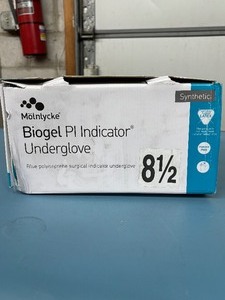 Synthetic
Mölnlycke®
Biogel PI Indicator®
Underglove
Blue polyisoprene surgical indicator underglove
8½